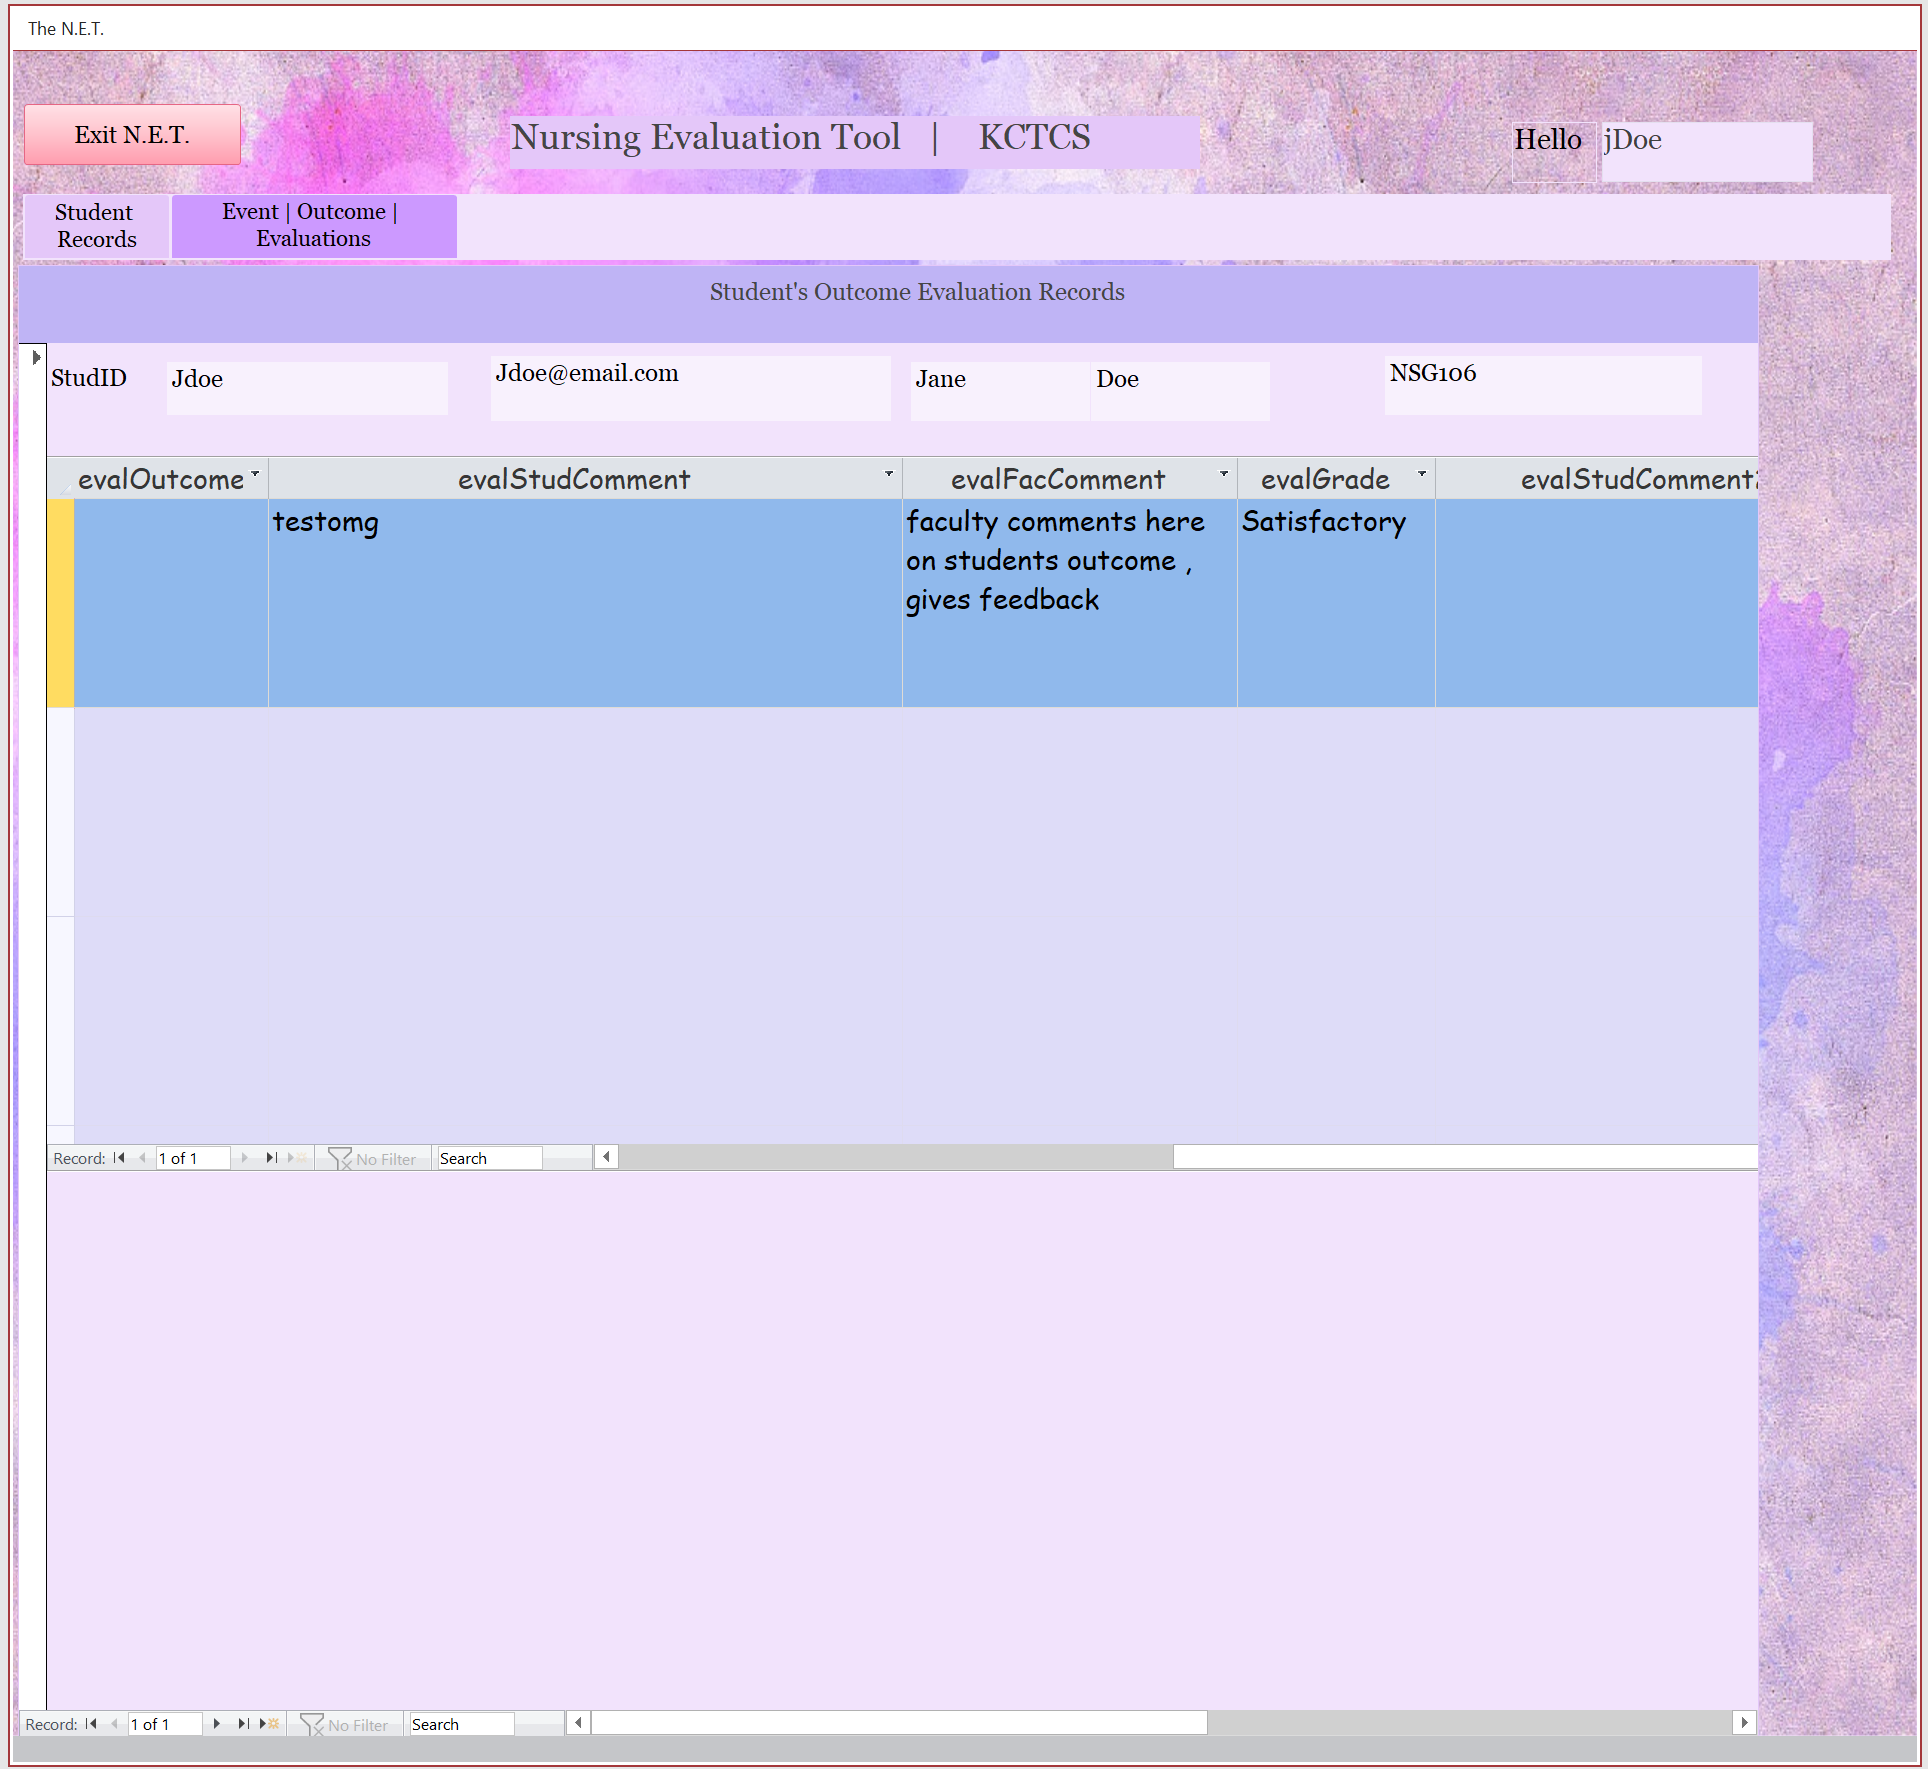 The N.E.T.
Exit N.E.T.
Nursing Evaluation Tool | KCTCS
Hello jDoe
Student
Records
Event | Outcome |
Evaluations
Student's Outcome Evaluation Records
StudID Jdoe Jdoe@email.com Jane Doe NSG106
evalOutcome evalStudComment evalFacComment evalGrade evalStudComment
testomg faculty comments here Satisfactory
on students outcome ,
gives feedback
Record: 1 of 1 No Filter Search
Record: 1 of 1 No Filter Search